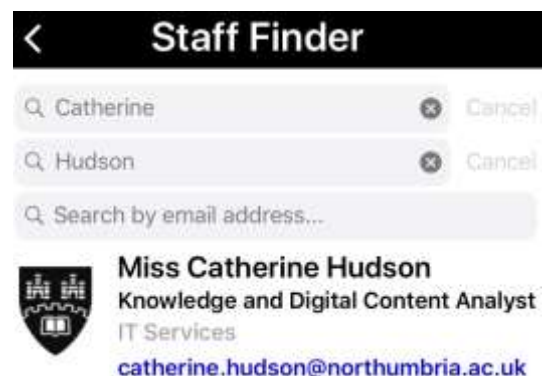 Staff Finder
Catherine Cancel
Hudson Cancel
Search by email address...
Miss Catherine Hudson
Knowledge and Digital Content Analyst
IT Services
catherine.hudson@northumbria.ac.uk